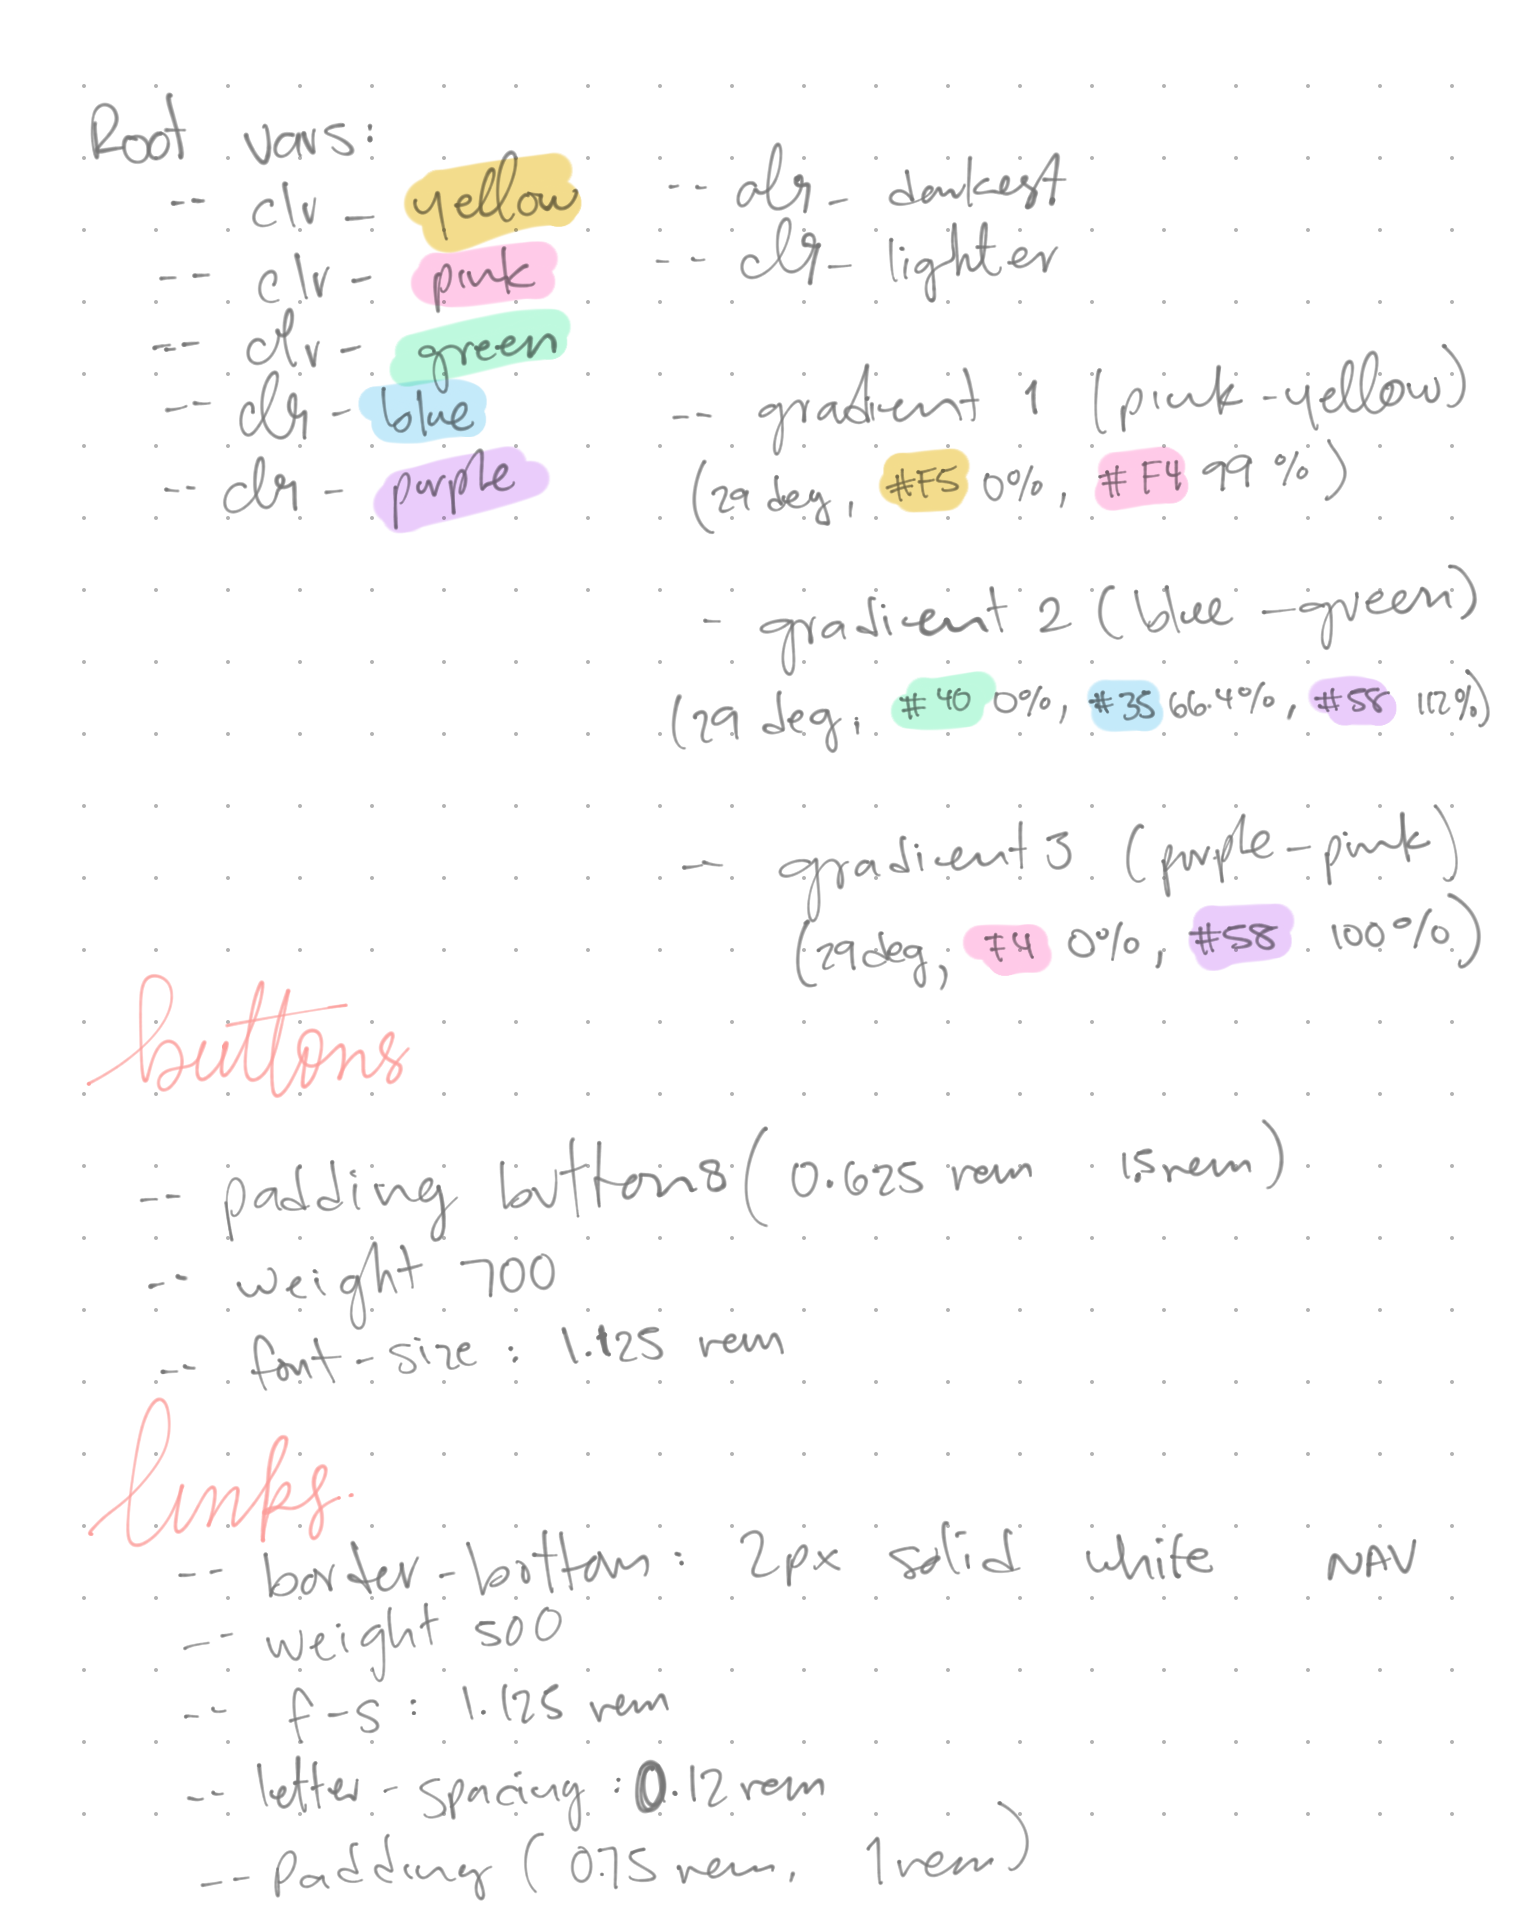 Root vars:
-- clr - yellow
-- clr - pink
-- clr - green
-- clr - blue
-- clr - purple
-- clr - darkest
-- clr - lighter
-- gradient 1 (pink-yellow)
(29 deg, #F5 0%, #F4 99 %)
- gradient 2 (blue - green)
(29 deg, #40 0%, #35 66.4%, #58 112%)
-- gradient 3 (purple-pink)
(29deg, F4 0%, #58 100%)
buttons
-- padding buttons (0.625 rem 1.5 rem)
-- weight 700
-- font-size : 1.125 rem
links.
-- border-bottom: 2px solid white NAV
-- weight 500
-- f-s : 1.125 rem
-- letter-spacing : 0.12 rem
-- Padding (0.75 rem, 1 rem)